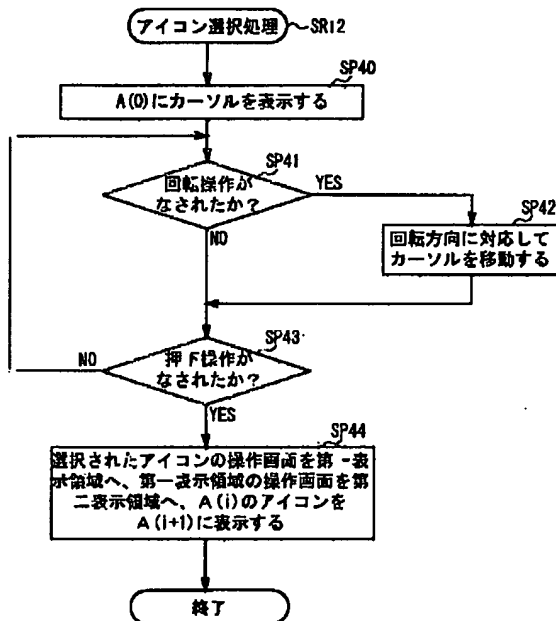 アイコン選択処理
SR12
SP40
A(0)にカーソルを表示する
SP41
回転操作が
なされたか?
YES
NO
SP42
回転方向に対応して
カーソルを移動する
SP43
押下操作が
なされたか?
NO
YES
SP44
選択されたアイコンの操作画面を第一表
示領域へ、第一表示領域の操作画面を第
二表示領域へ、A(i)のアイコンを
A(i+1)に表示する
終了